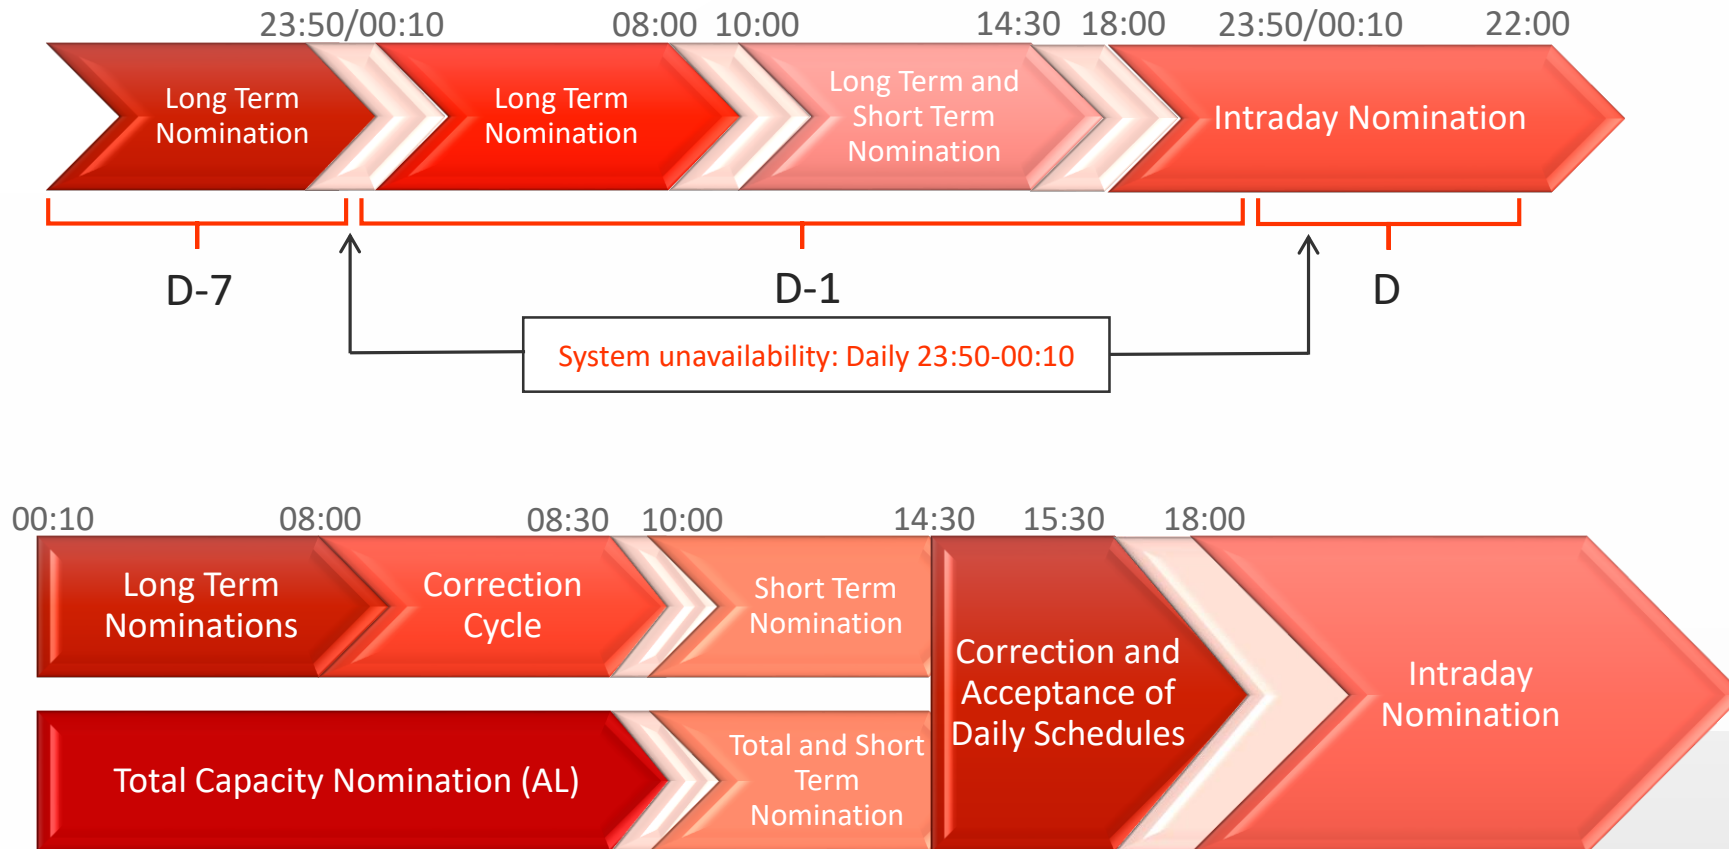 23:50/00:10 08:00 10:00 14:30 18:00 23:50/00:10 22:00
Long Term
Nomination
Long Term
Nomination
Long Term and
Short Term
Nomination
Intraday Nomination
D-7
D-1
D
System unavailability: Daily 23:50-00:10
00:10 08:00 08:30 10:00 14:30 15:30 18:00
Long Term
Nominations
Correction
Cycle
Short Term
Nomination
Total Capacity Nomination (AL)
Total and Short
Term
Nomination
Correction and
Acceptance of
Daily Schedules
Intraday
Nomination